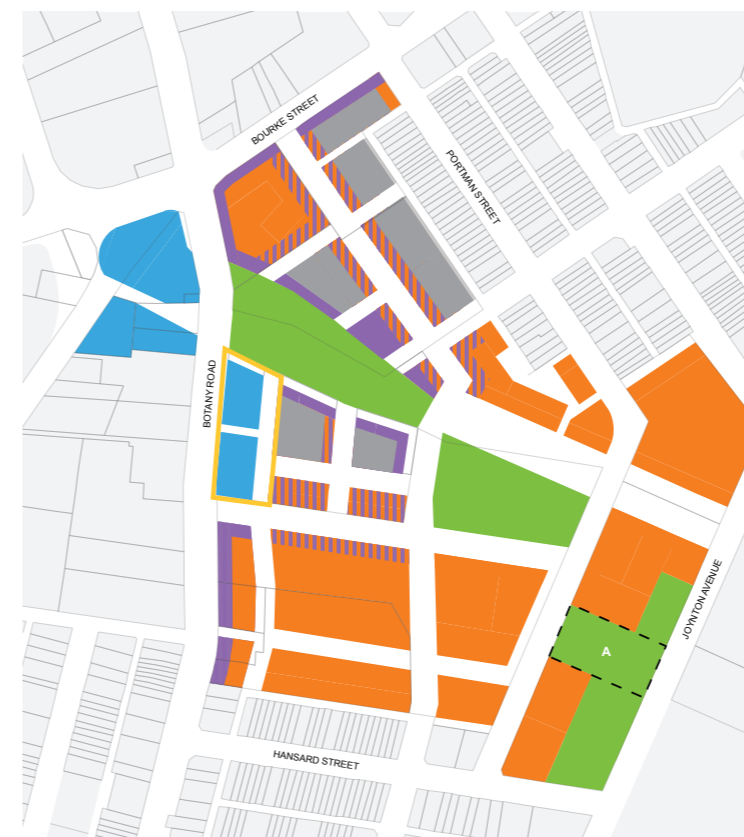 BOURKE STREET
PORTMAN STREET
BOTANY ROAD
JOYNTON AVENUE
A
HANSARD STREET